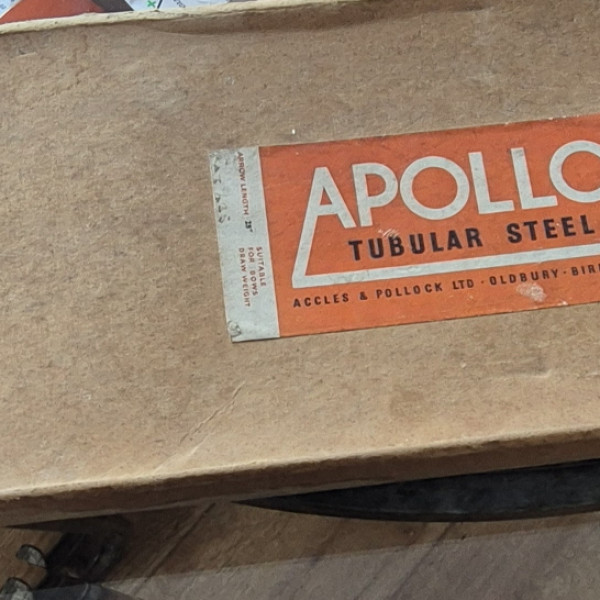 APOLLO
TUBULAR STEEL
ACCLES & POLLOCK LTD · OLDBURY · BIR
ARROW LENGTH 28"
SUITABLE
FOR BOWS
DRAW WEIGHT